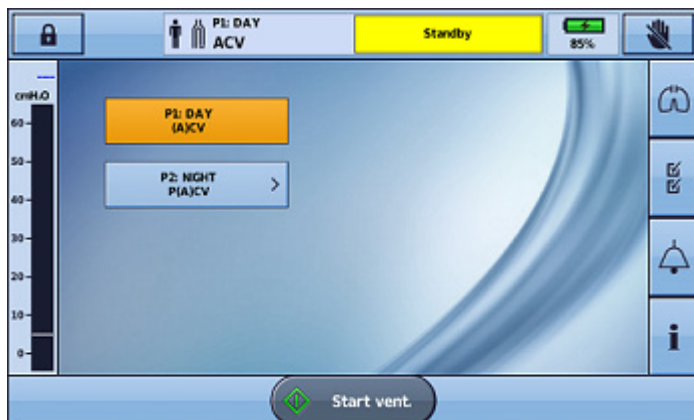 P1: DAY
ACV
Standby
85%
---
cmH₂O
60
50
40
30
20
10
0
P1: DAY
(A)CV
P2: NIGHT
P(A)CV
>
i
Start vent.